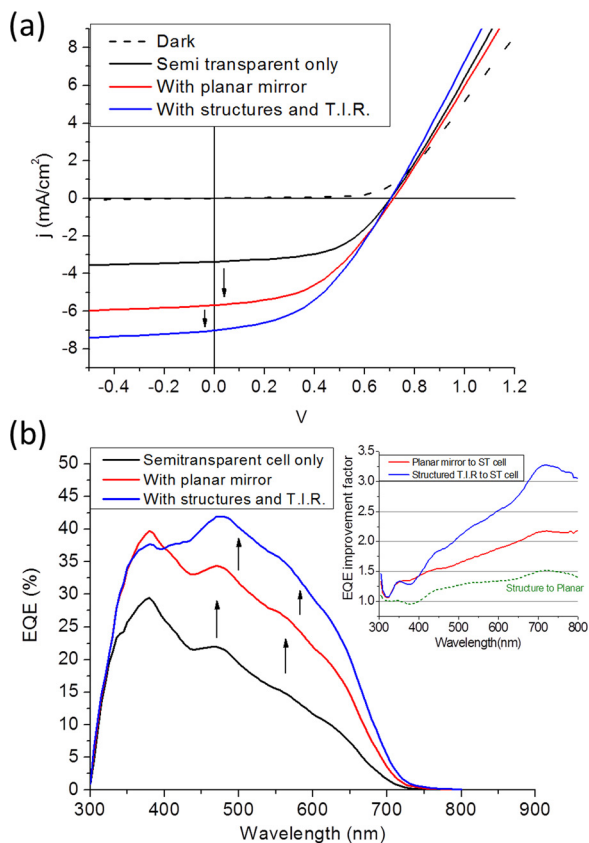 (a)
Dark
Semi transparent only
With planar mirror
With structures and T.I.R.
j (mA/cm²)
8
6
4
2
0
-2
-4
-6
-8
-0.4 -0.2 0.0 0.2 0.4 0.6 0.8 1.0 1.2
V
(b)
Semitransparent cell only
With planar mirror
With structures and T.I.R.
EQE (%)
50
45
40
35
30
25
20
15
10
5
0
300 400 500 600 700 800 900
Wavelength (nm)
Planar mirror to ST cell
Structured T.I.R to ST cell
EQE improvement factor
3.5
3.0
2.5
2.0
1.5
1.0
Structure to Planar
300 400 500 600 700 800
Wavelength(nm)